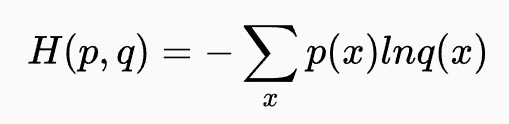 H(p, q) = − ∑ₓ p(x)lnq(x)